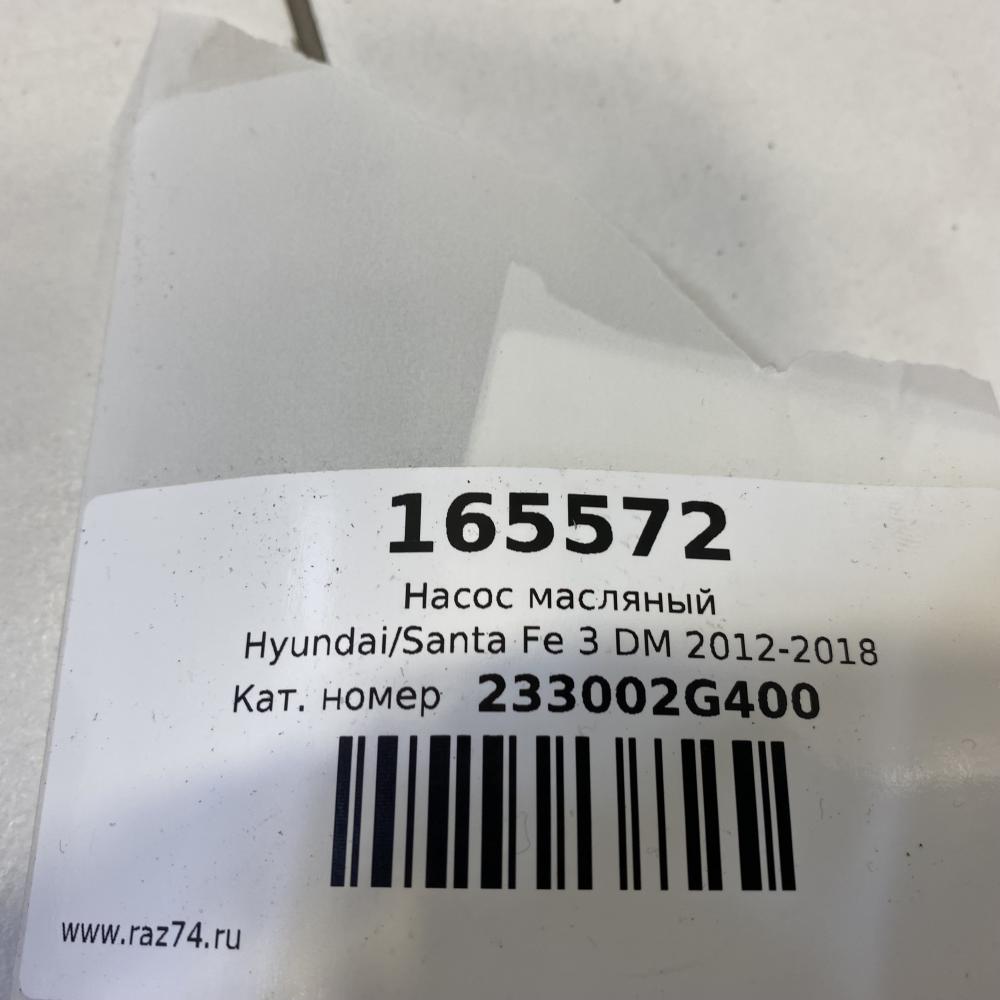 165572
Насос масляный
Hyundai/Santa Fe 3 DM 2012-2018
Кат. номер 233002G400
www.raz74.ru